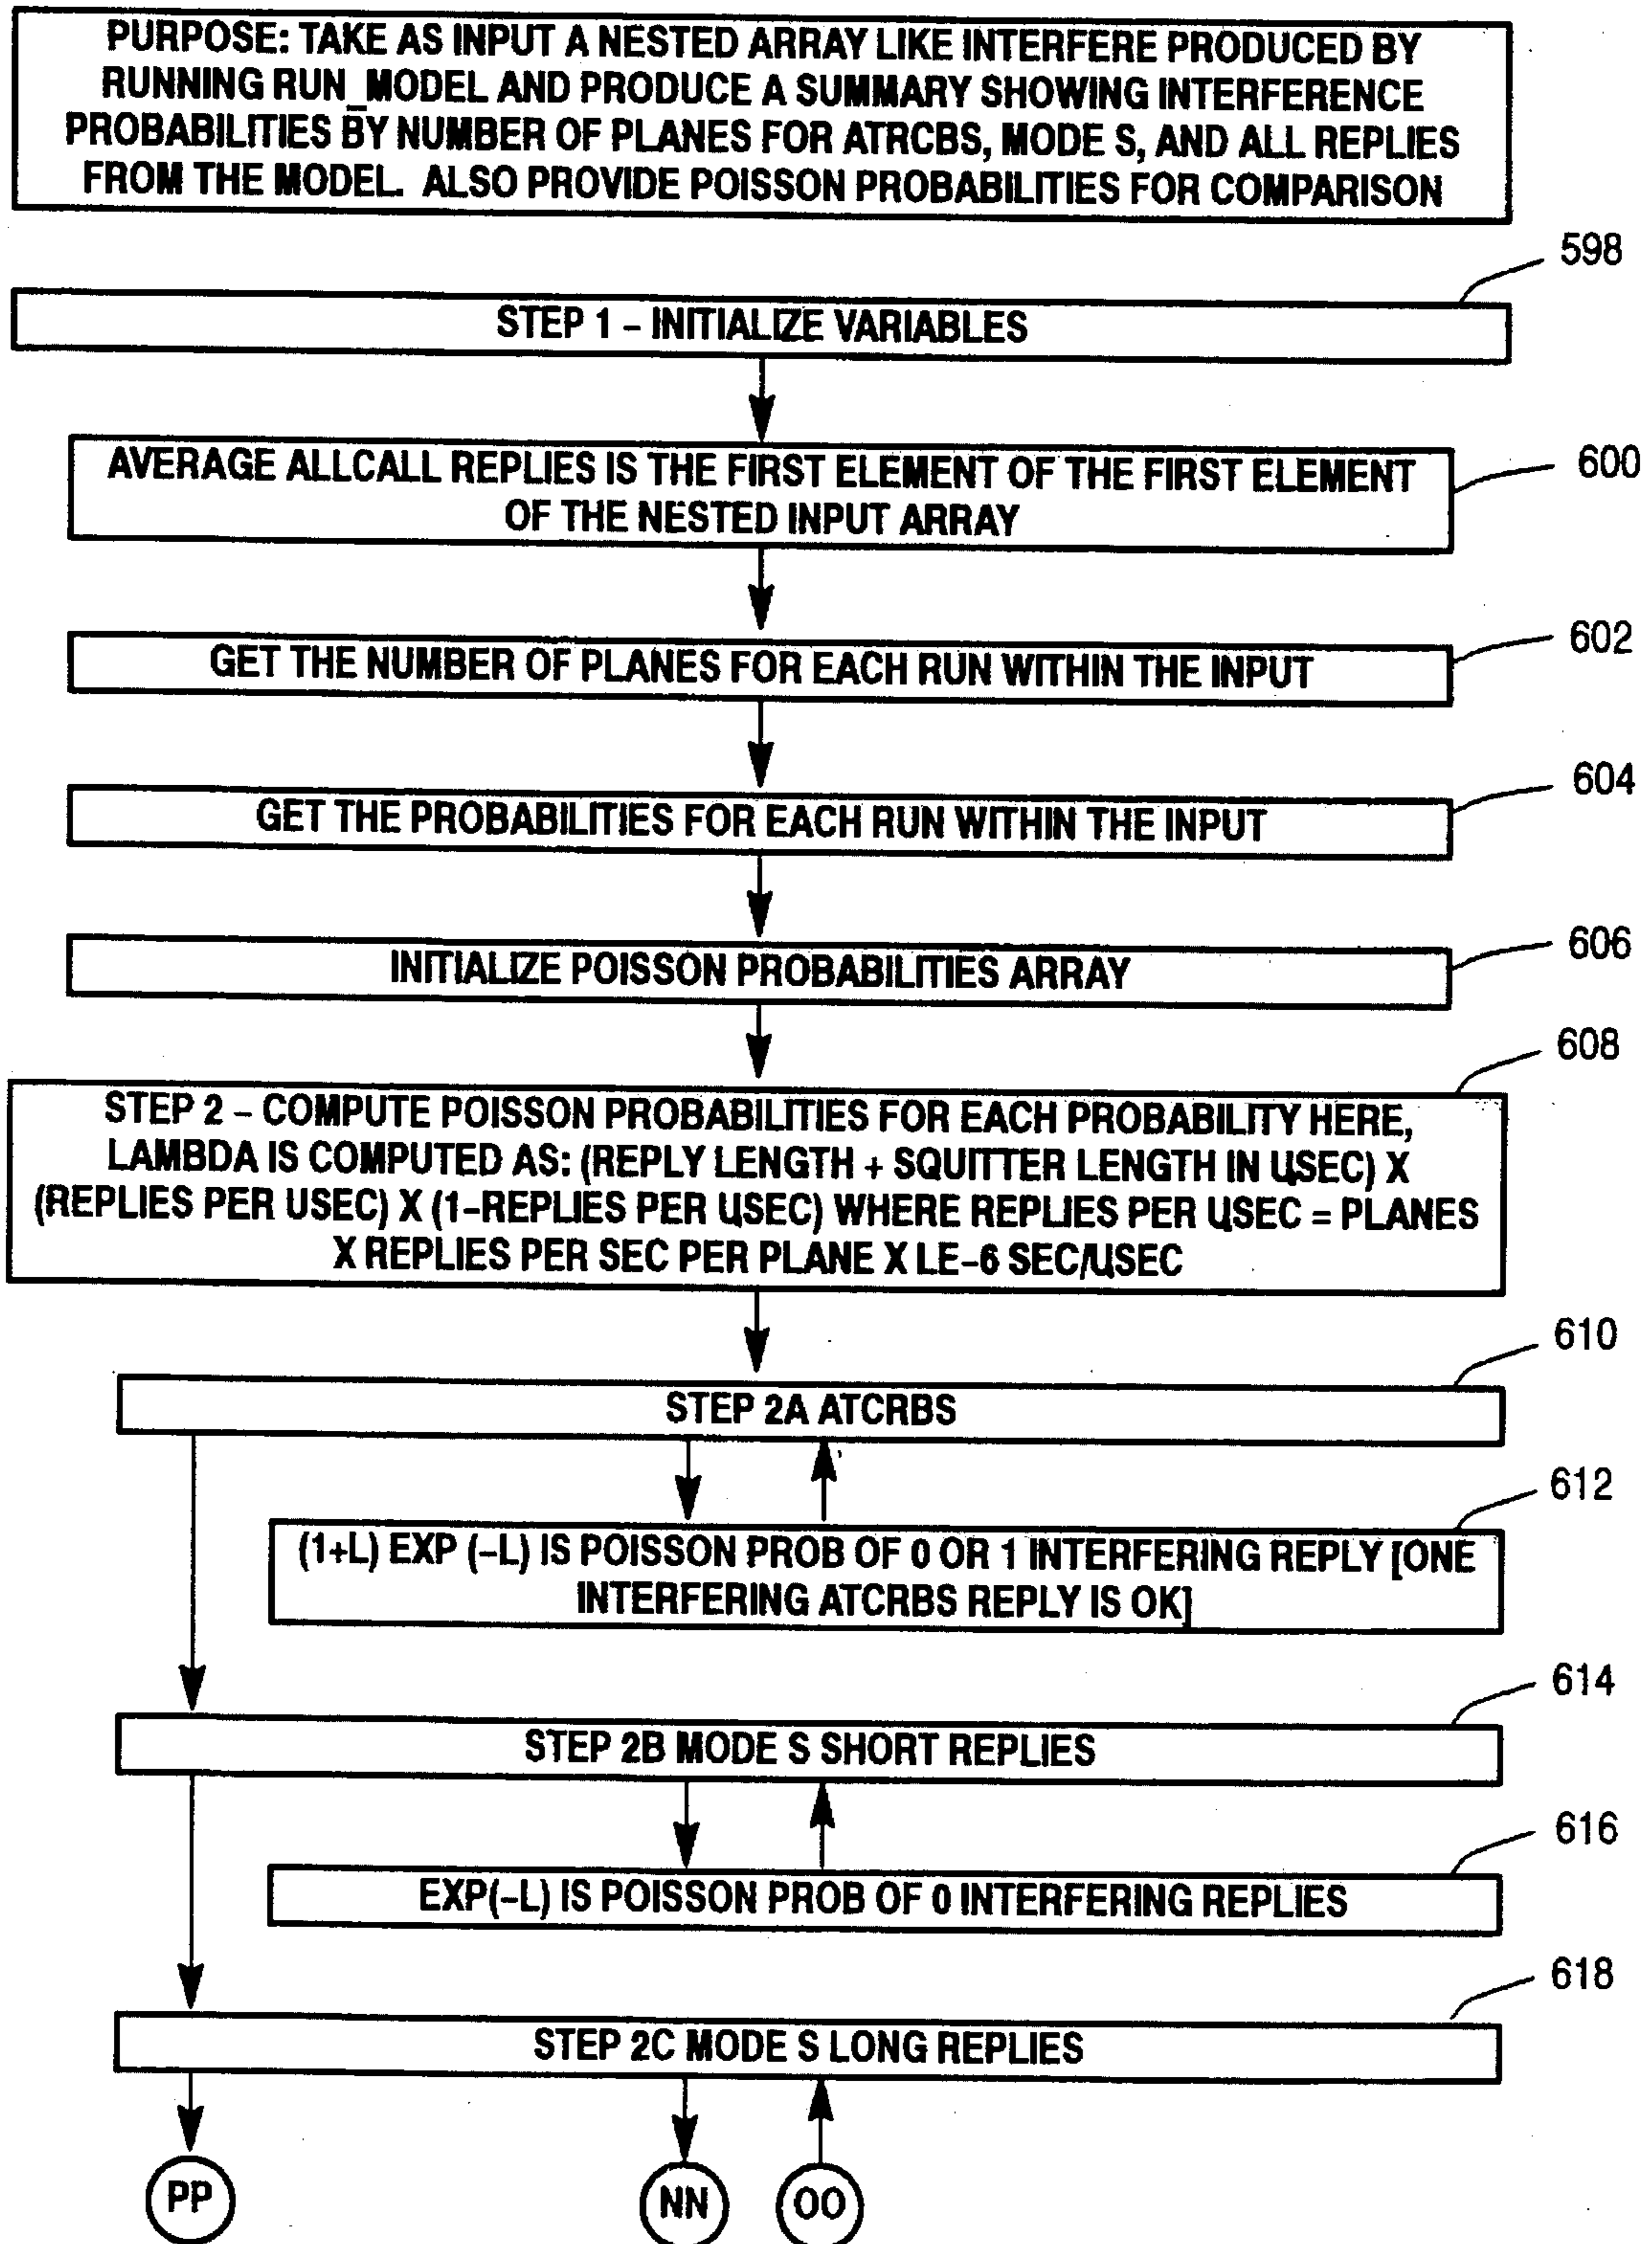 PURPOSE: TAKE AS INPUT A NESTED ARRAY LIKE INTERFERE PRODUCED BY
RUNNING RUN_MODEL AND PRODUCE A SUMMARY SHOWING INTERFERENCE
PROBABILITIES BY NUMBER OF PLANES FOR ATRCBS, MODE S, AND ALL REPLIES
FROM THE MODEL. ALSO PROVIDE POISSON PROBABILITIES FOR COMPARISON
598
STEP 1 – INITIALIZE VARIABLES
600
AVERAGE ALLCALL REPLIES IS THE FIRST ELEMENT OF THE FIRST ELEMENT
OF THE NESTED INPUT ARRAY
602
GET THE NUMBER OF PLANES FOR EACH RUN WITHIN THE INPUT
604
GET THE PROBABILITIES FOR EACH RUN WITHIN THE INPUT
606
INITIALIZE POISSON PROBABILITIES ARRAY
608
STEP 2 – COMPUTE POISSON PROBABILITIES FOR EACH PROBABILITY HERE,
LAMBDA IS COMPUTED AS: (REPLY LENGTH + SQUITTER LENGTH IN µSEC) X
(REPLIES PER USEC) X (1–REPLIES PER µSEC) WHERE REPLIES PER µSEC = PLANES
X REPLIES PER SEC PER PLANE X LE–6 SEC/µSEC
610
STEP 2A ATCRBS
612
(1+L) EXP (–L) IS POISSON PROB OF 0 OR 1 INTERFERING REPLY [ONE
INTERFERING ATCRBS REPLY IS OK]
614
STEP 2B MODE S SHORT REPLIES
616
EXP(–L) IS POISSON PROB OF 0 INTERFERING REPLIES
618
STEP 2C MODE S LONG REPLIES
PP
NN
OO